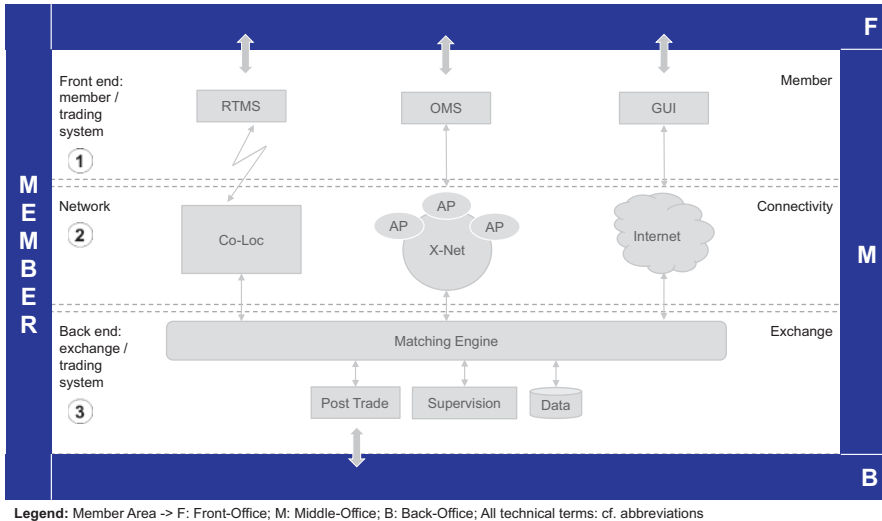 F
Front end:
member /
trading
system
1
RTMS
OMS
GUI
Member
MEMBER
Network
2
Co-Loc
AP
AP
AP
X-Net
Internet
Connectivity
M
Back end:
exchange /
trading
system
3
Matching Engine
Exchange
Post Trade
Supervision
Data
B
Legend: Member Area -> F: Front-Office; M: Middle-Office; B: Back-Office; All technical terms: cf. abbreviations